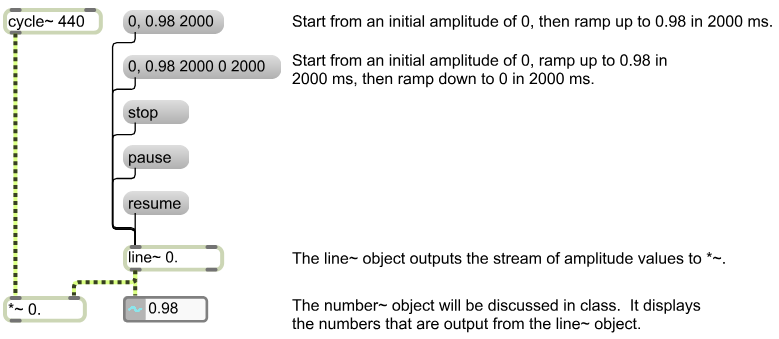 cycle~ 440
0, 0.98 2000
Start from an initial amplitude of 0, then ramp up to 0.98 in 2000 ms.
0, 0.98 2000 0 2000
Start from an initial amplitude of 0, ramp up to 0.98 in
2000 ms, then ramp down to 0 in 2000 ms.
stop
pause
resume
line~ 0.
The line~ object outputs the stream of amplitude values to *~.
*~ 0.
~ 0.98
The number~ object will be discussed in class.  It displays
the numbers that are output from the line~ object.